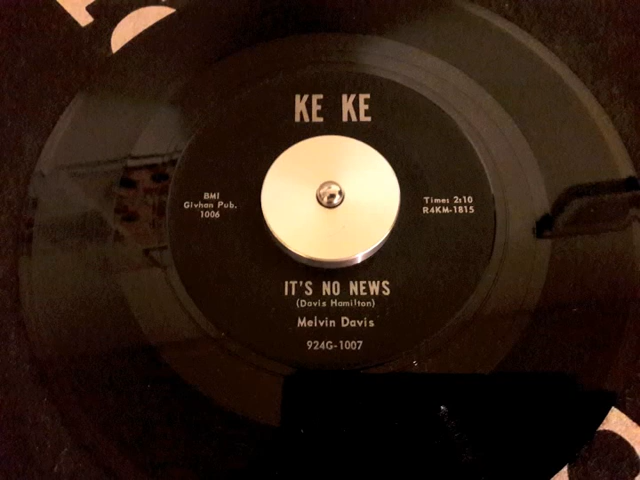 KE KE
BMI
Givhan Pub.
1006
Time: 2:10
R4KM-1815
IT'S NO NEWS
(Davis Hamilton)
Melvin Davis
924G-1007